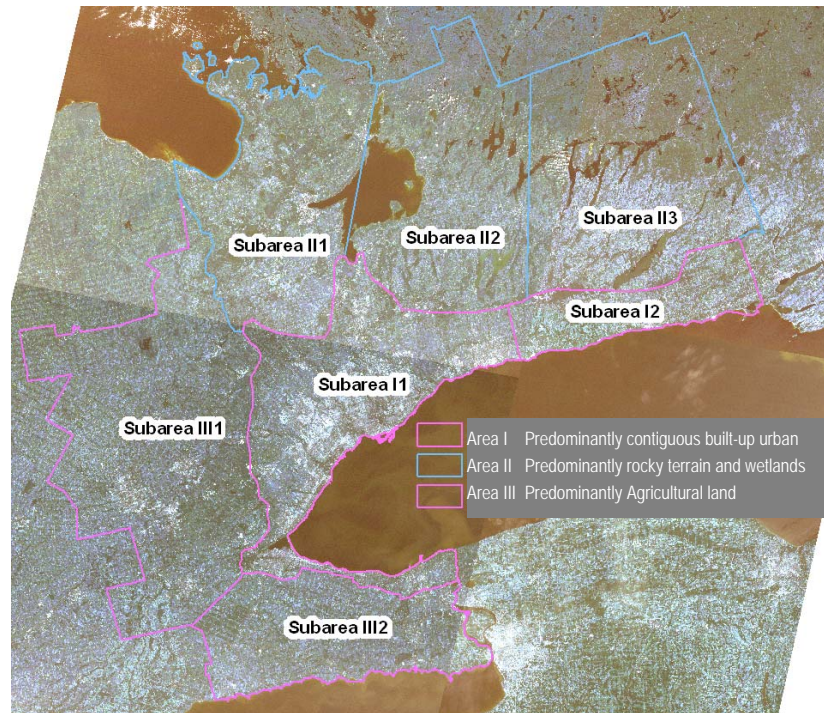 Subarea II1
Subarea II2
Subarea II3
Subarea I2
Subarea I1
Subarea III1
Area I Predominantly contiguous built-up urban
Area II Predominantly rocky terrain and wetlands
Area III Predominantly Agricultural land
Subarea III2